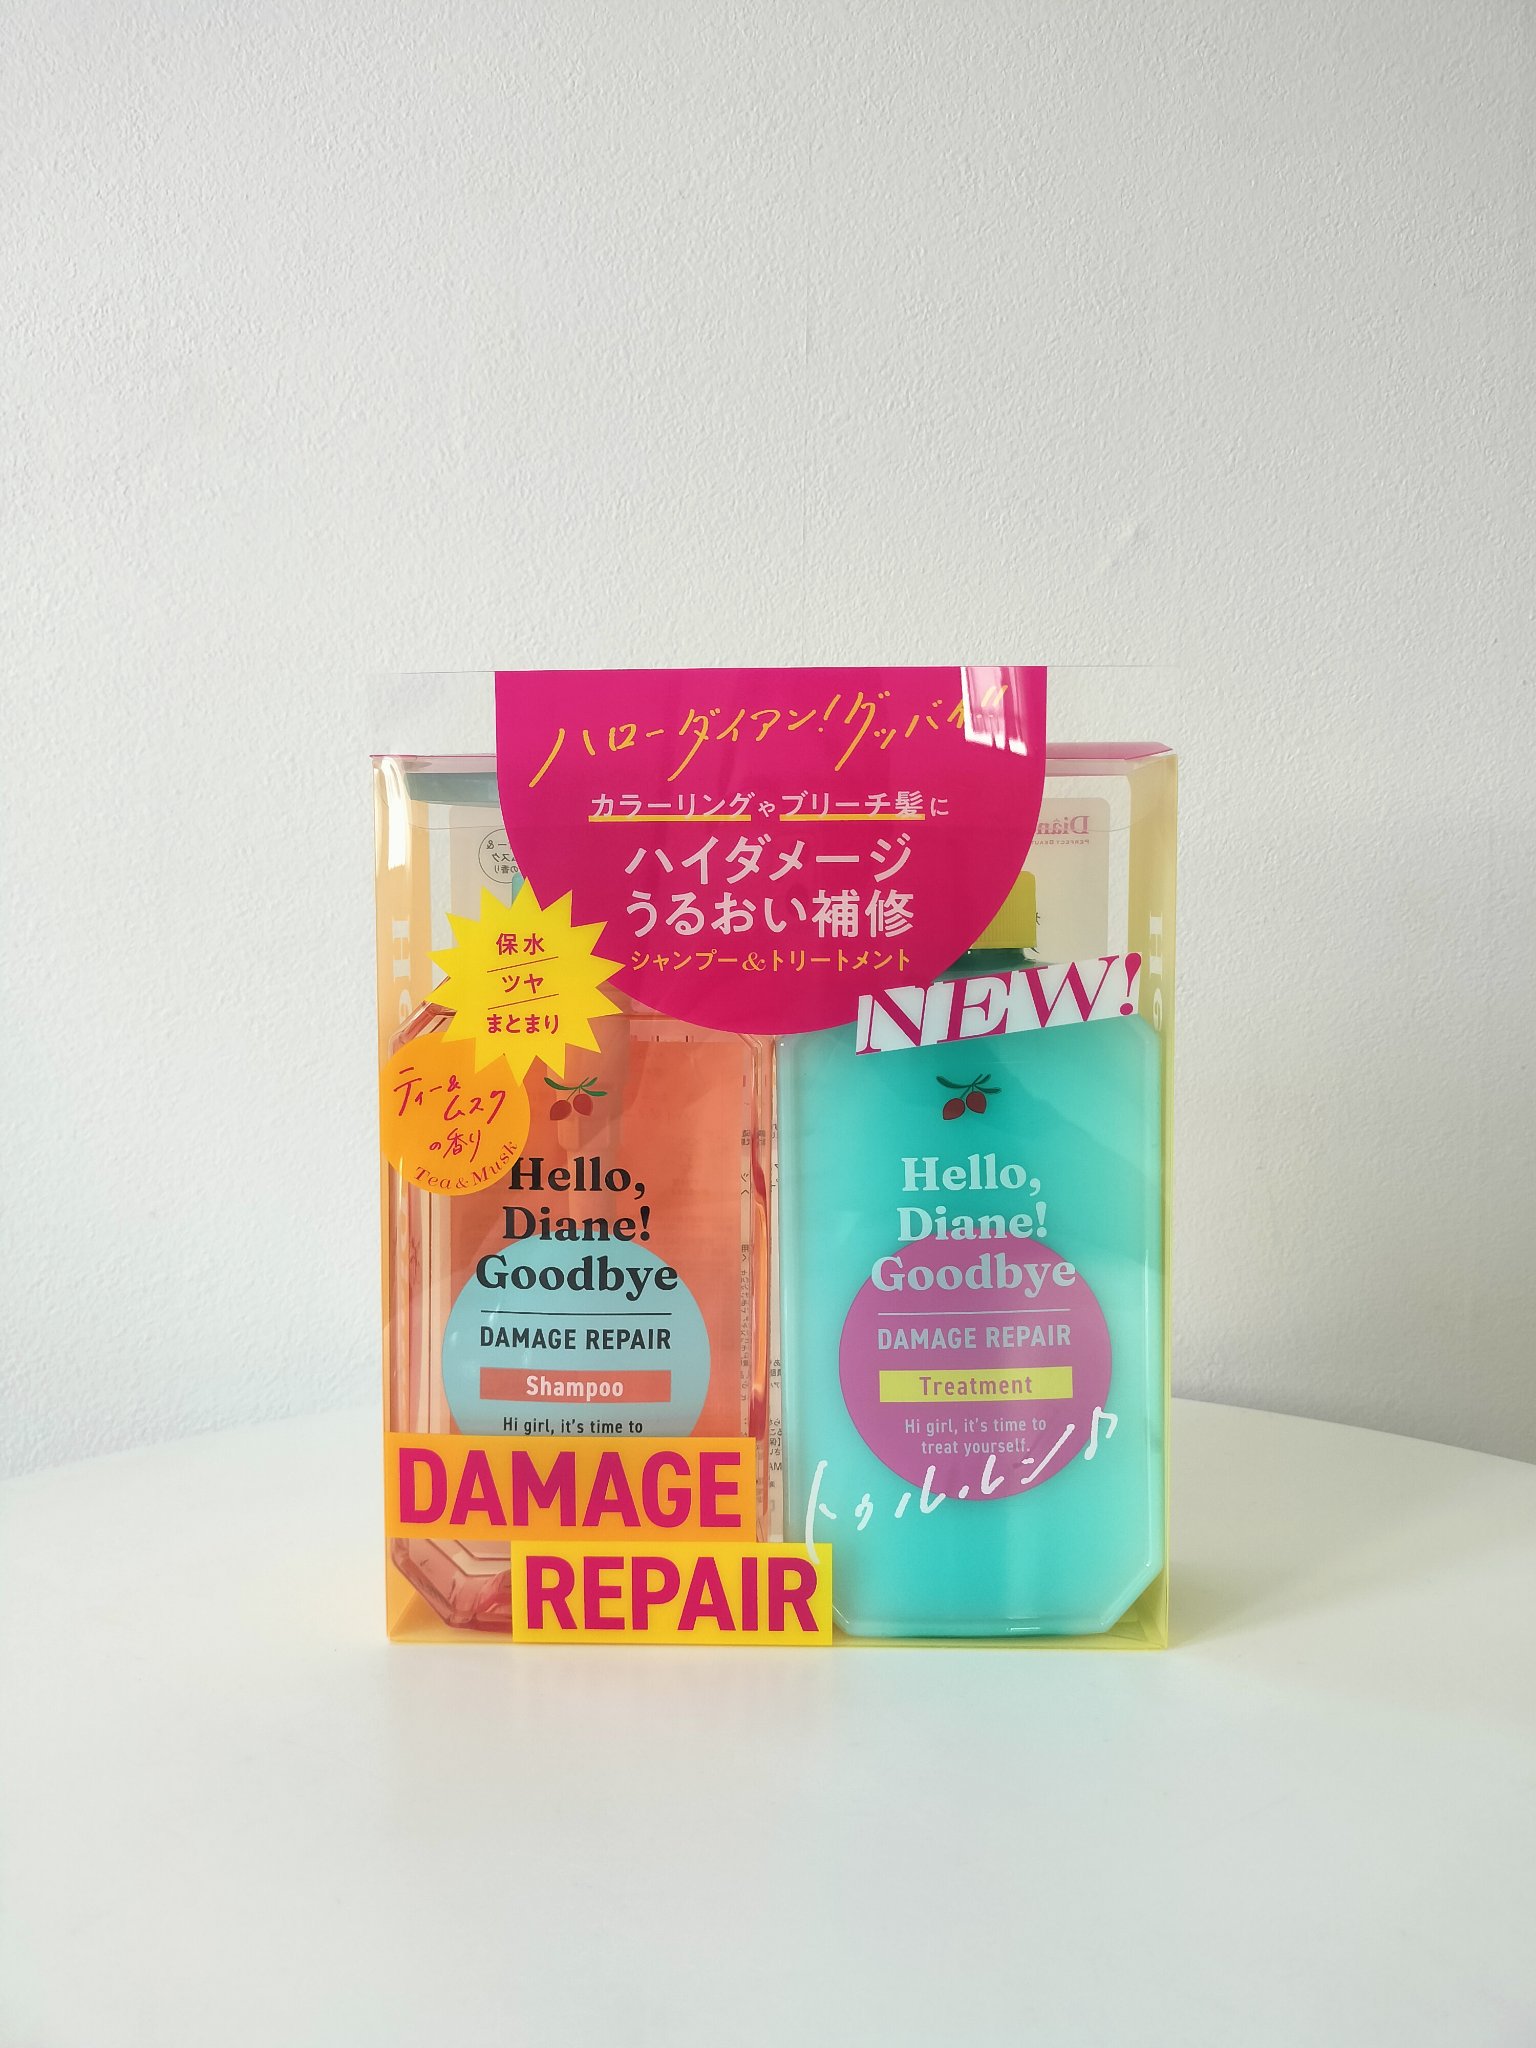 ハローダイアン!グッバイ
カラーリングやブリーチ髪に
ハイダメージ
うるおい補修
シャンプー&トリートメント
保水
ツヤ
まとまり
NEW!
ティー&
ムスク
の香り
Tea & Musk
Hello,
Diane!
Goodbye
DAMAGE REPAIR
Shampoo
Hi girl, it's time to
Hello,
Diane!
Goodbye
DAMAGE REPAIR
Treatment
Hi girl, it's time to
treat yourself.
トゥルルン♪
DAMAGE
REPAIR